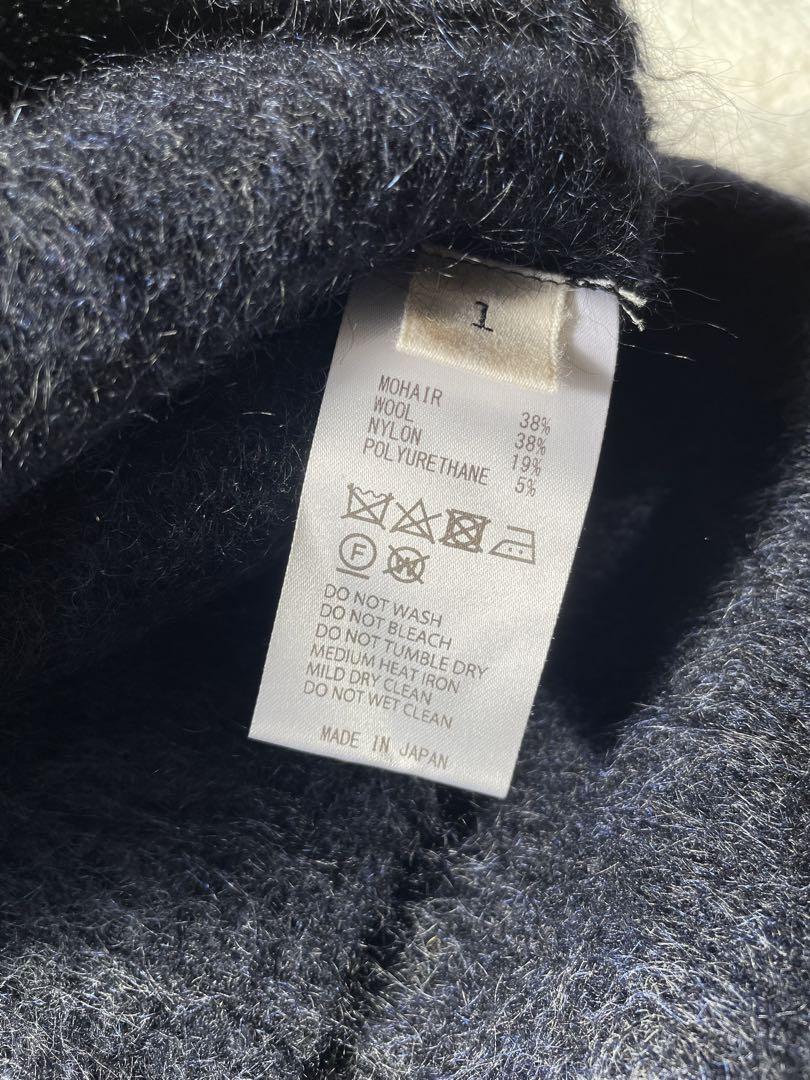 1
MOHAIR 38%
WOOL 38%
NYLON 19%
POLYURETHANE 5%
F
W
DO NOT WASH
DO NOT BLEACH
DO NOT TUMBLE DRY
MEDIUM HEAT IRON
MILD DRY CLEAN
DO NOT WET CLEAN
MADE IN JAPAN